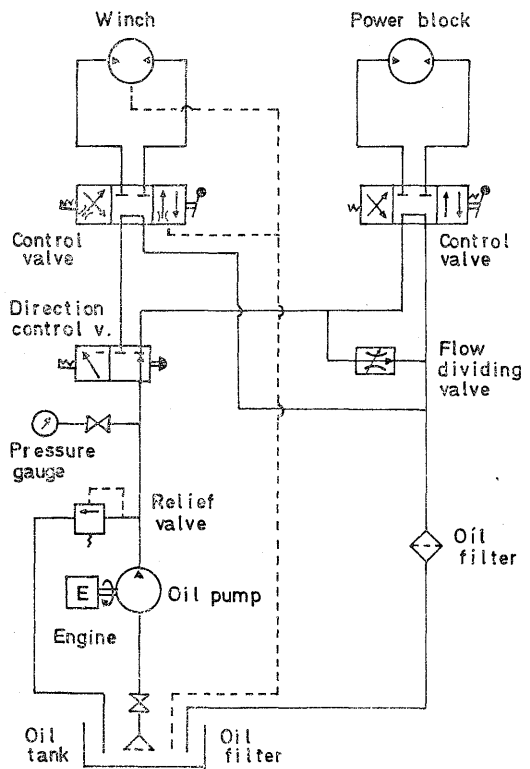 Winch
Power block
Control
valve
Control
valve
Direction
control v.
Flow
dividing
valve
Pressure
gauge
Relief
valve
Oil
filter
E
Oil pump
Engine
Oil
tank
Oil
filter